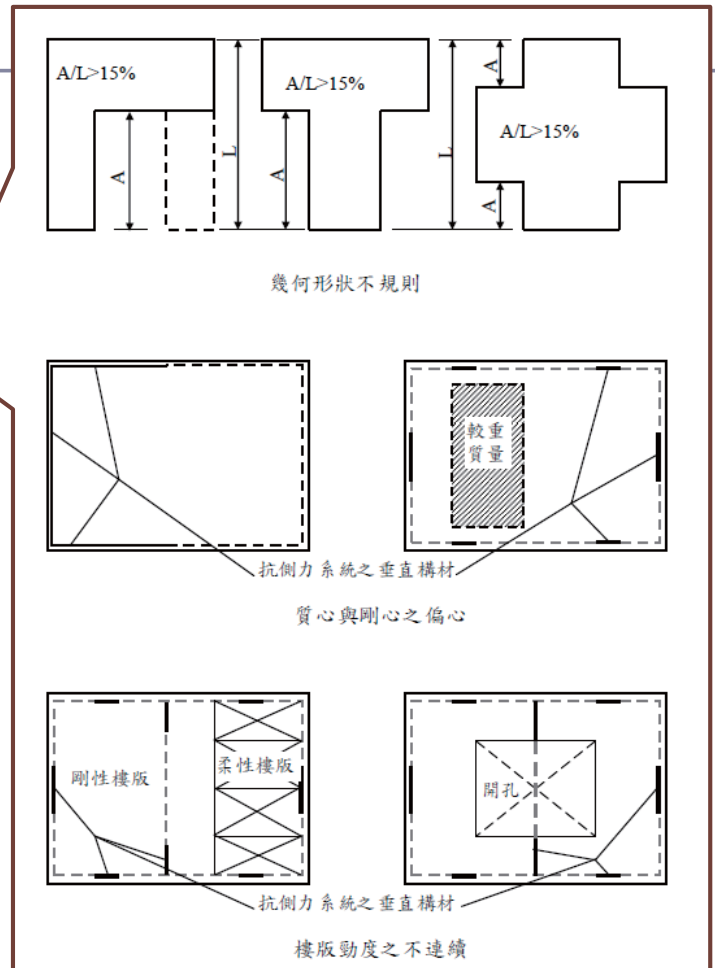 A/L>15%
A
L
A/L>15%
A
L
A
A/L>15%
A
幾何形狀不規則
較重
質量
抗側力系統之垂直構材
質心與剛心之偏心
剛性樓版
柔性樓版
開孔
抗側力系統之垂直構材
樓版勁度之不連續